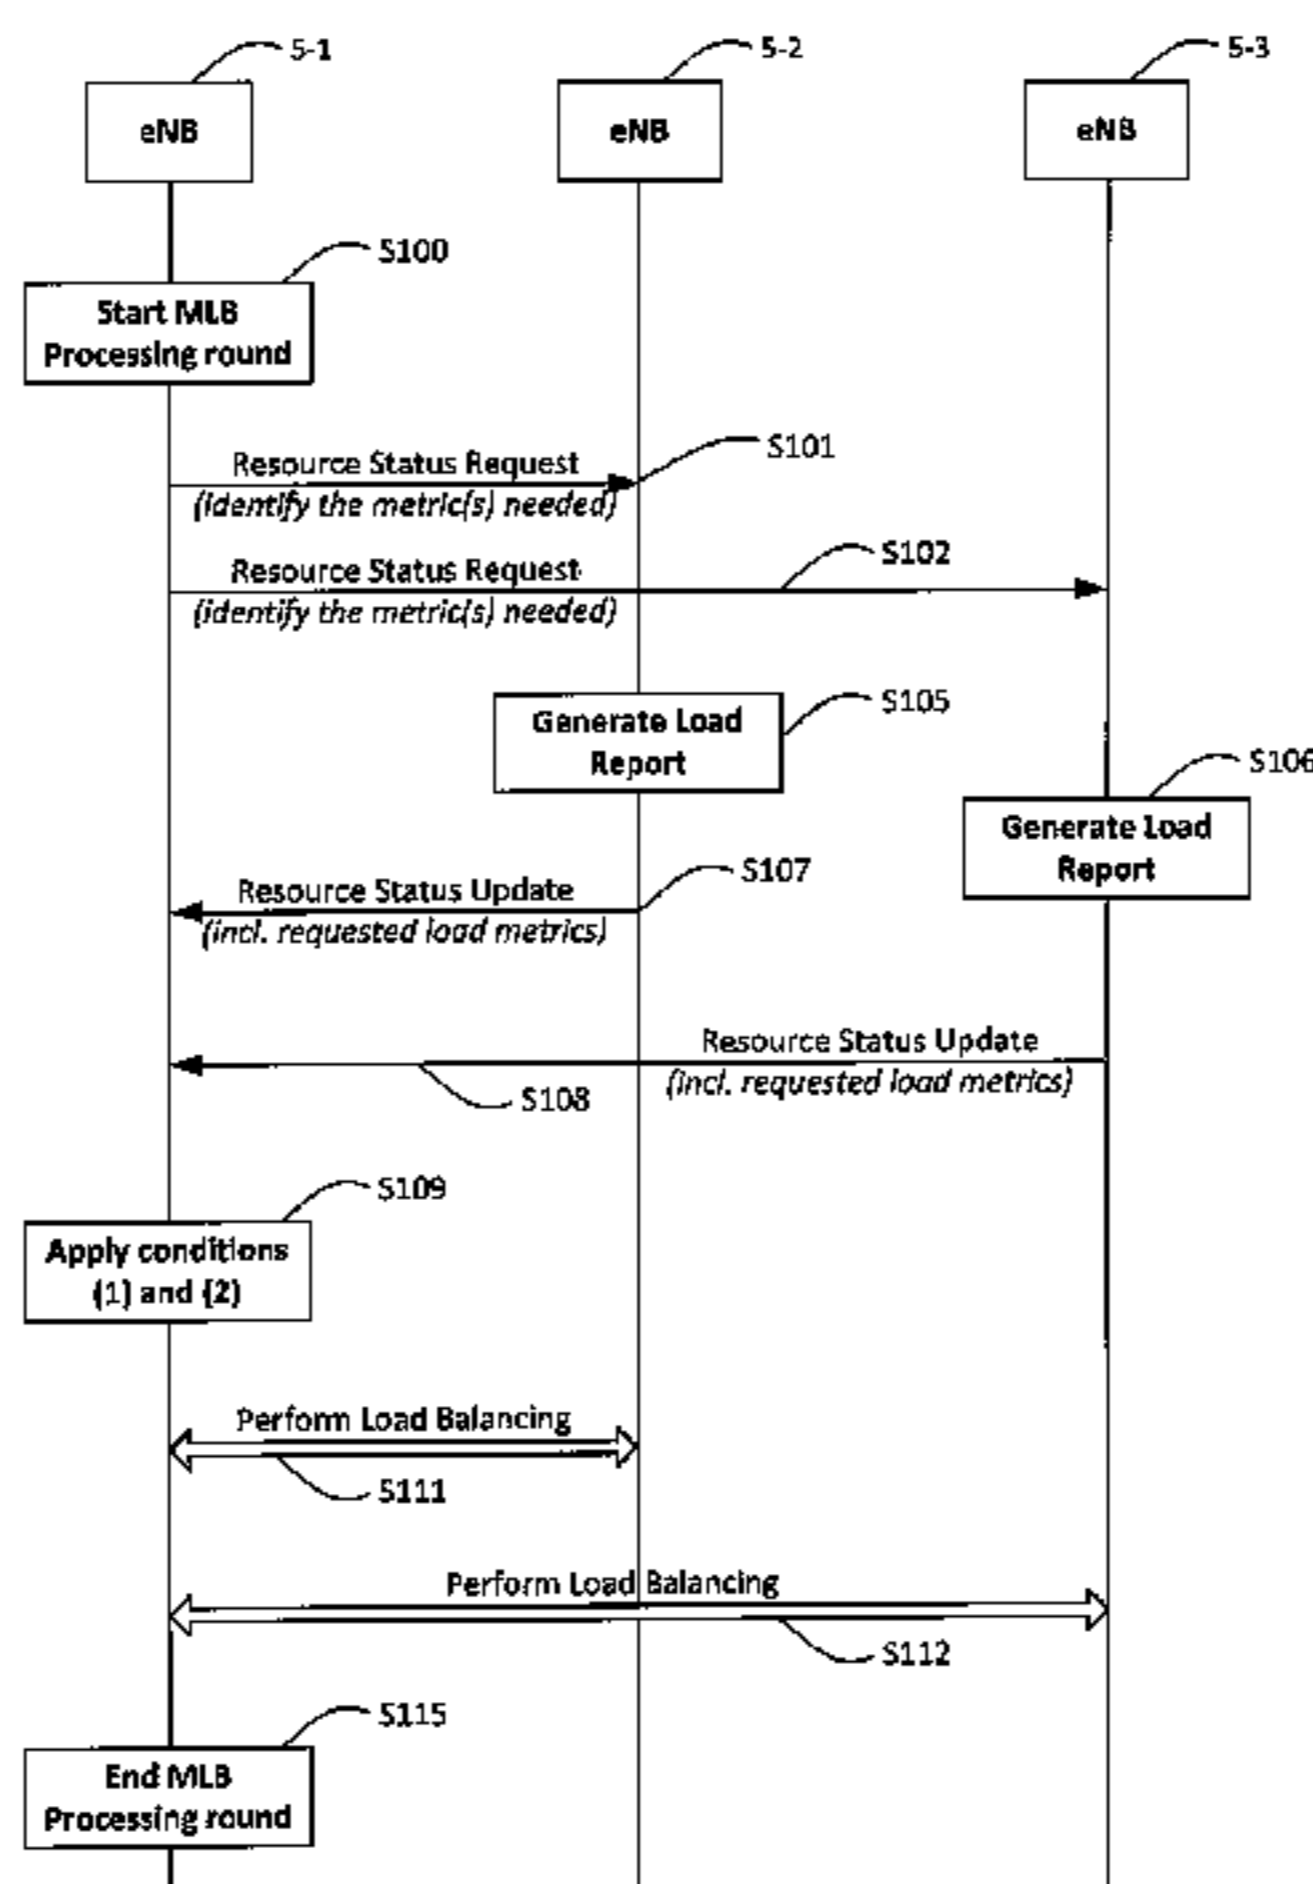 5-1
5-2
5-3
eNB
eNB
eNB
S100
Start MLB
Processing round
S101
Resource Status Request
(identify the metric(s) needed)
S102
Resource Status Request
(identify the metric(s) needed)
S105
Generate Load
Report
S106
Generate Load
Report
S107
Resource Status Update
(incl. requested load metrics)
Resource Status Update
(incl. requested load metrics)
S108
S109
Apply conditions
(1) and (2)
Perform Load Balancing
S111
Perform Load Balancing
S112
S115
End MLB
Processing round